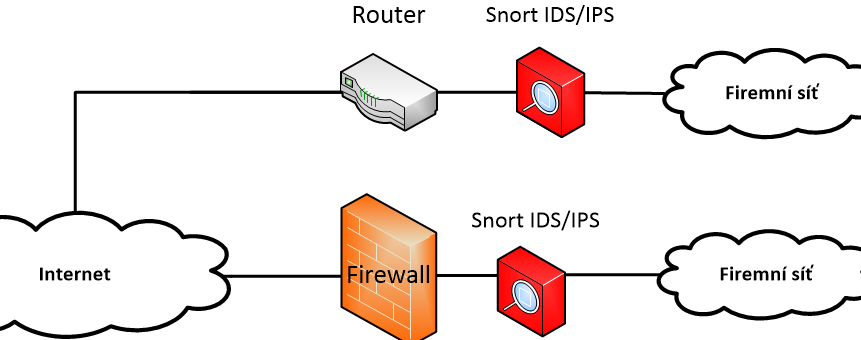 Router
Snort IDS/IPS
Firemní síť
Snort IDS/IPS
Internet
Firewall
Firemní síť